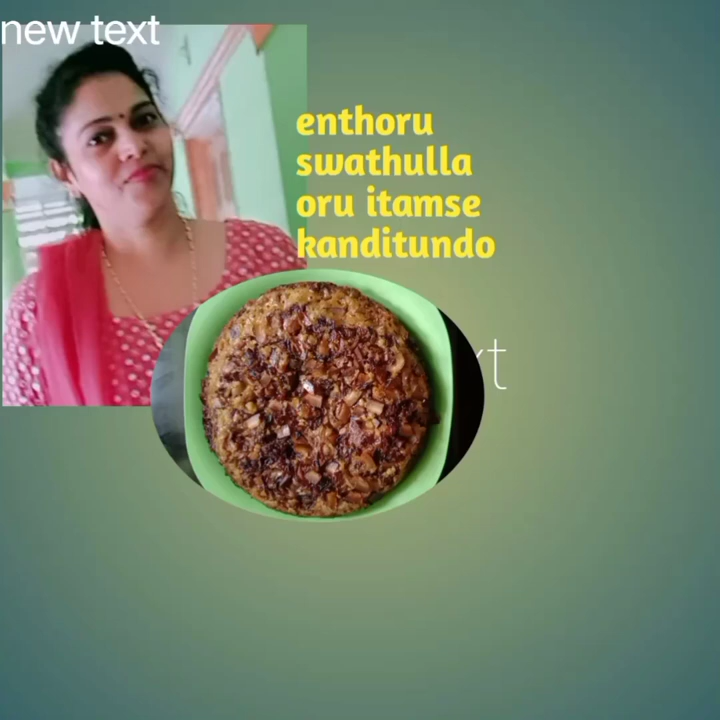 new text
enthoru
swathulla
oru itamse
kanditundo